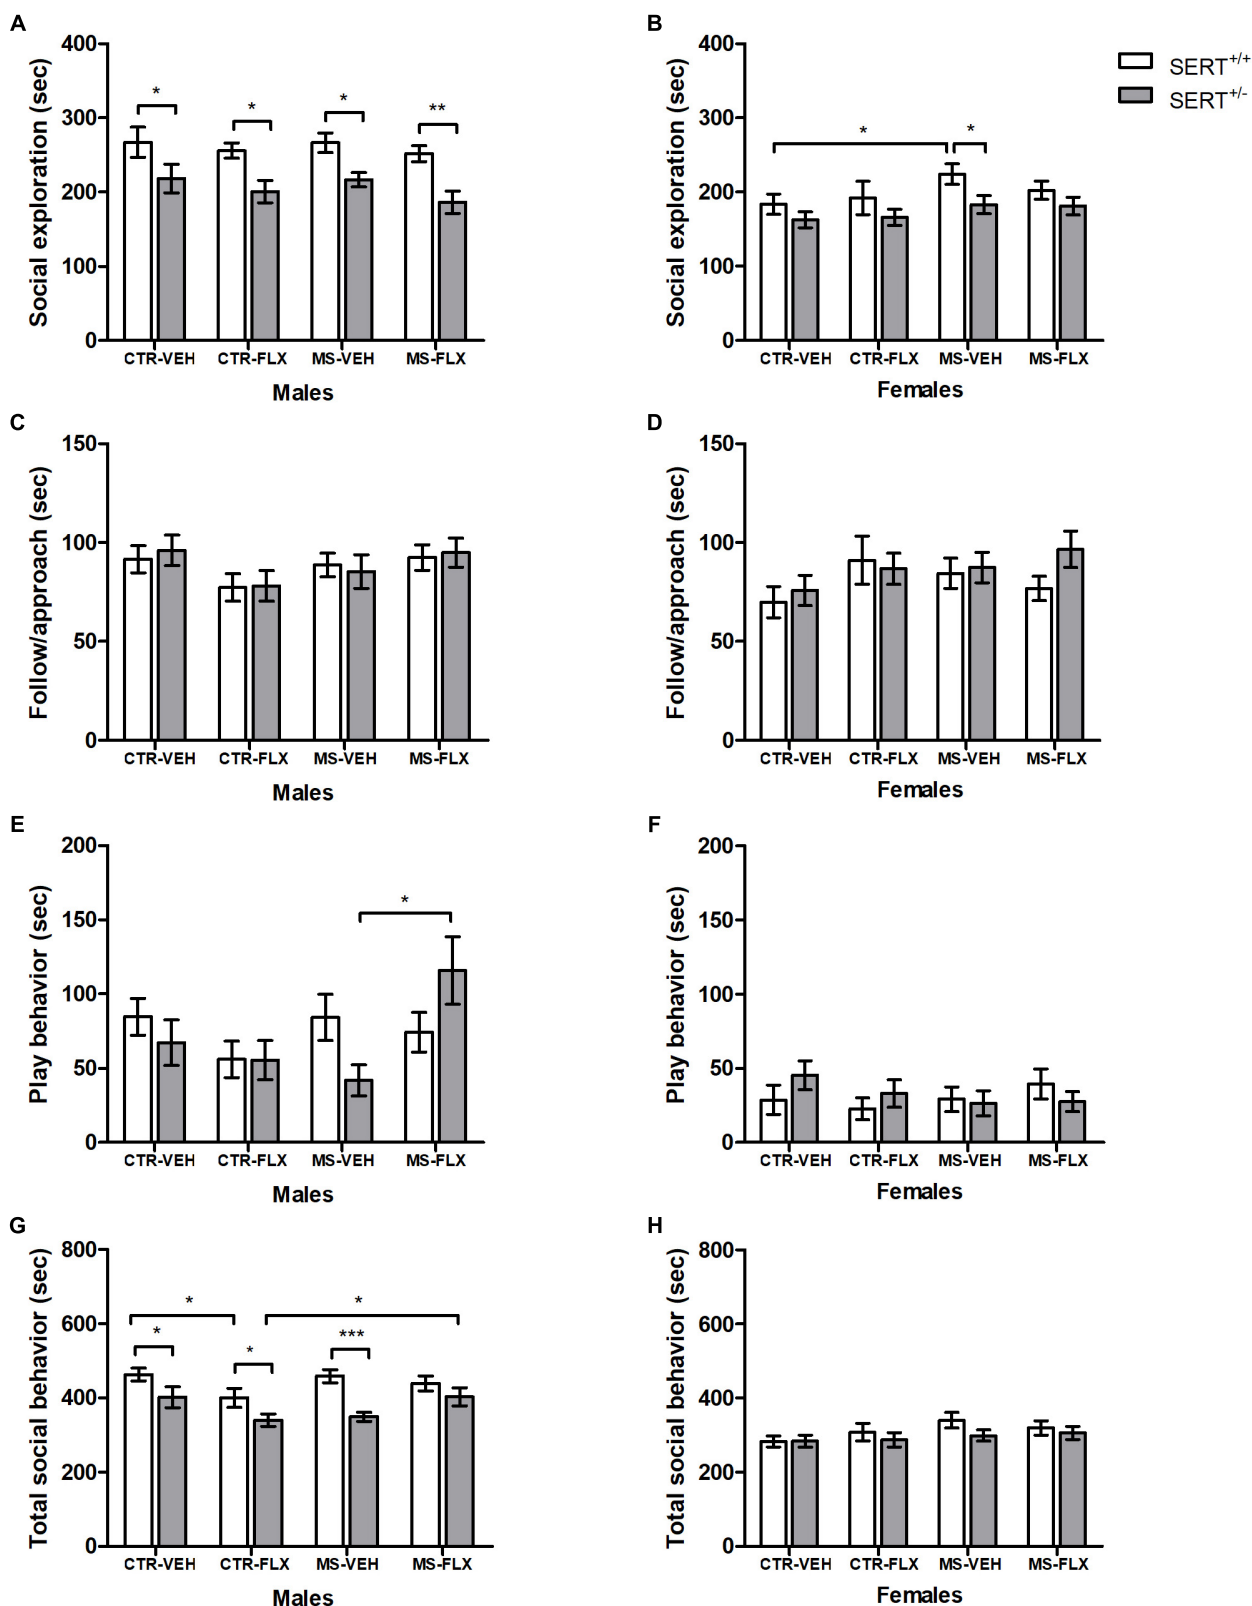 A
Social exploration (sec)
400
300
200
100
0
* * * **
CTR-VEH CTR-FLX MS-VEH MS-FLX
Males
B
Social exploration (sec)
400
300
200
100
0
* *
CTR-VEH CTR-FLX MS-VEH MS-FLX
Females
SERT+/+
SERT+/-
C
Follow/approach (sec)
150
100
50
0
CTR-VEH CTR-FLX MS-VEH MS-FLX
Males
D
Follow/approach (sec)
150
100
50
0
CTR-VEH CTR-FLX MS-VEH MS-FLX
Females
E
Play behavior (sec)
200
150
100
50
0
*
CTR-VEH CTR-FLX MS-VEH MS-FLX
Males
F
Play behavior (sec)
200
150
100
50
0
CTR-VEH CTR-FLX MS-VEH MS-FLX
Females
G
Total social behavior (sec)
800
600
400
200
0
* *
* * ***
CTR-VEH CTR-FLX MS-VEH MS-FLX
Males
H
Total social behavior (sec)
800
600
400
200
0
CTR-VEH CTR-FLX MS-VEH MS-FLX
Females